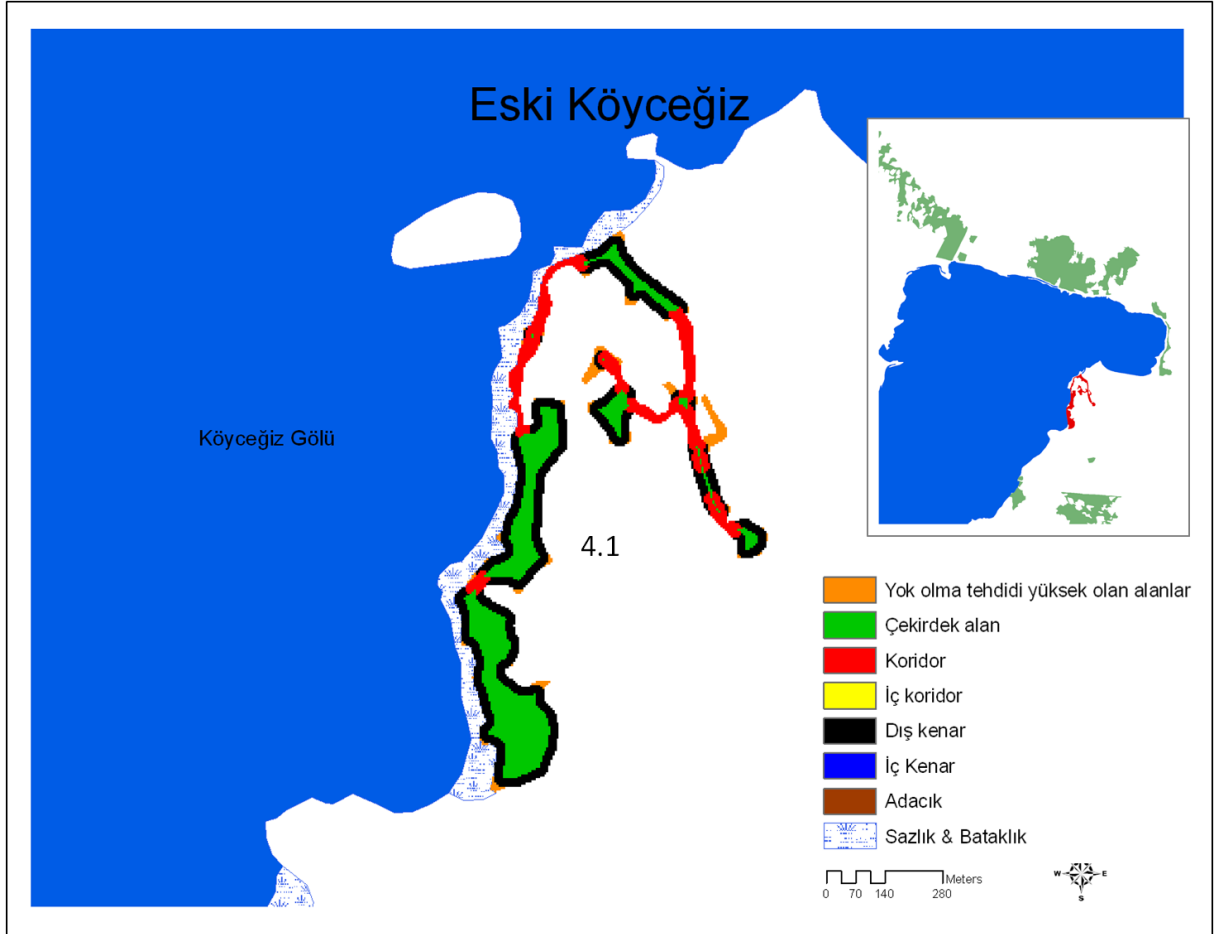 Eski Köyceğiz
Köyceğiz Gölü
4.1
Yok olma tehdidi yüksek olan alanlar
Çekirdek alan
Koridor
İç koridor
Dış kenar
İç Kenar
Adacık
Sazlık & Bataklık
Meters
0 70 140 280
N
W E
S